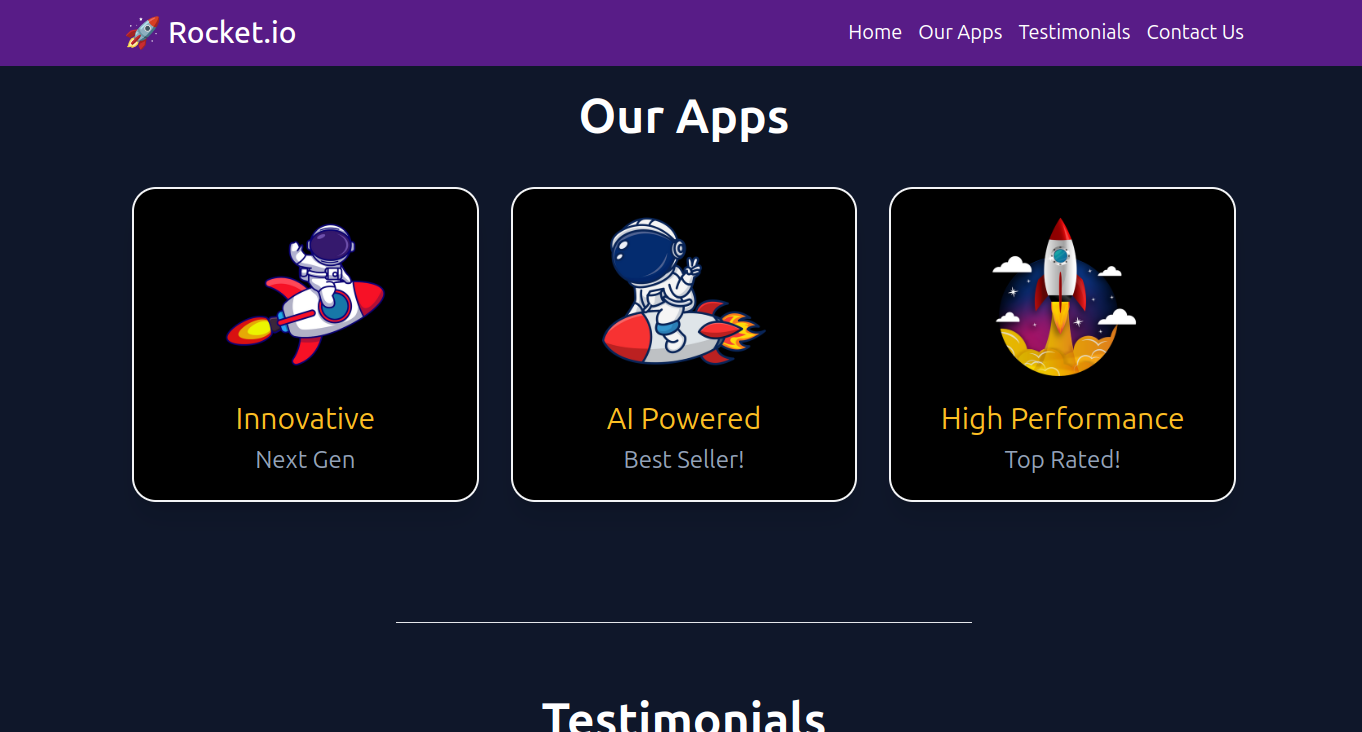 🚀 Rocket.io
Home Our Apps Testimonials Contact Us
Our Apps
Innovative
Next Gen
AI Powered
Best Seller!
High Performance
Top Rated!
Testimonials